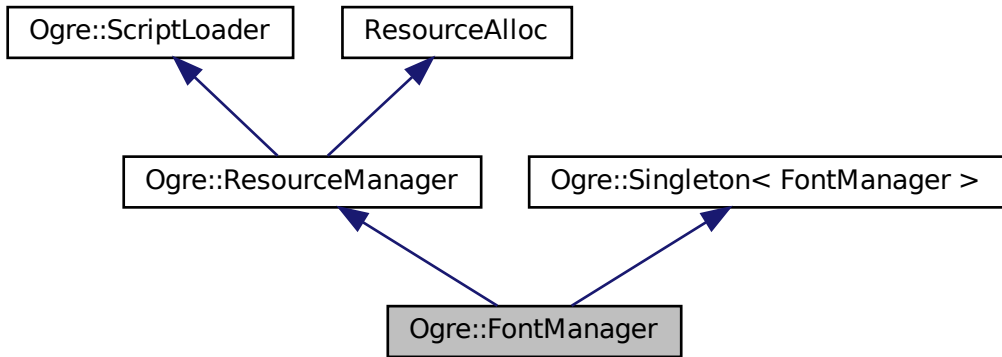 Ogre::ScriptLoader
ResourceAlloc
Ogre::ResourceManager
Ogre::Singleton< FontManager >
Ogre::FontManager